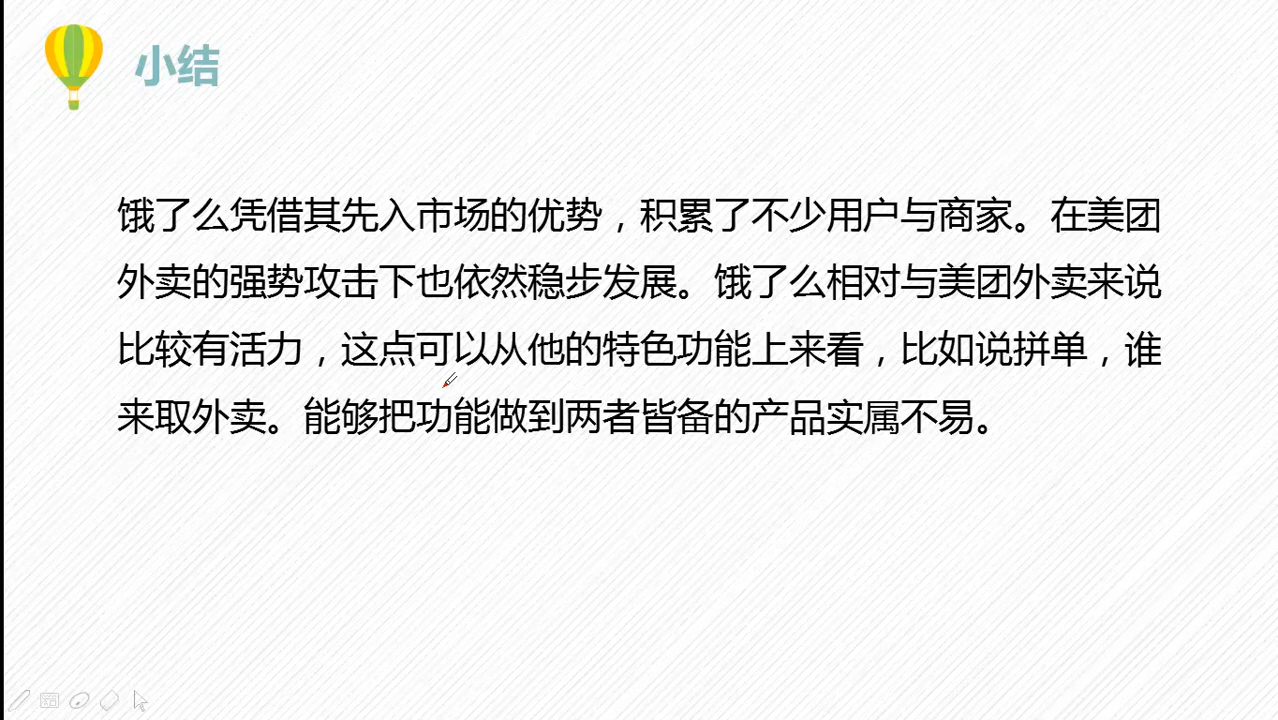 小结
饿了么凭借其先入市场的优势，积累了不少用户与商家。在美团
外卖的强势攻击下也依然稳步发展。饿了么相对与美团外卖来说
比较有活力，这点可以从他的特色功能上来看，比如说拼单，谁
来取外卖。能够把功能做到两者皆备的产品实属不易。